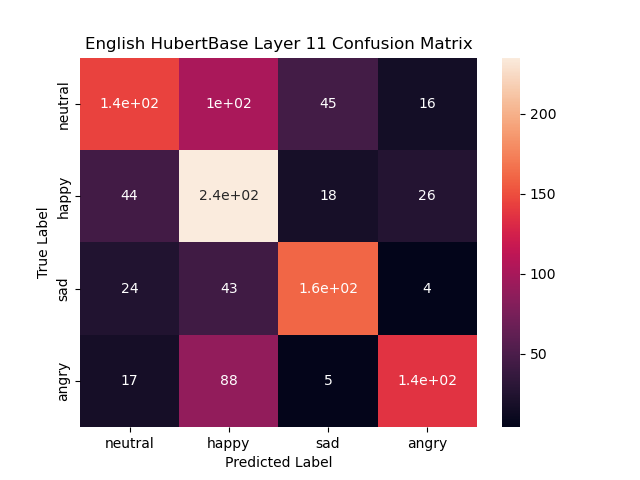 English HubertBase Layer 11 Confusion Matrix
neutral 1.4e+02 1e+02 45 16
happy 44 2.4e+02 18 26
sad 24 43 1.6e+02 4
angry 17 88 5 1.4e+02
True Label
neutral happy sad angry
Predicted Label
200
150
100
50